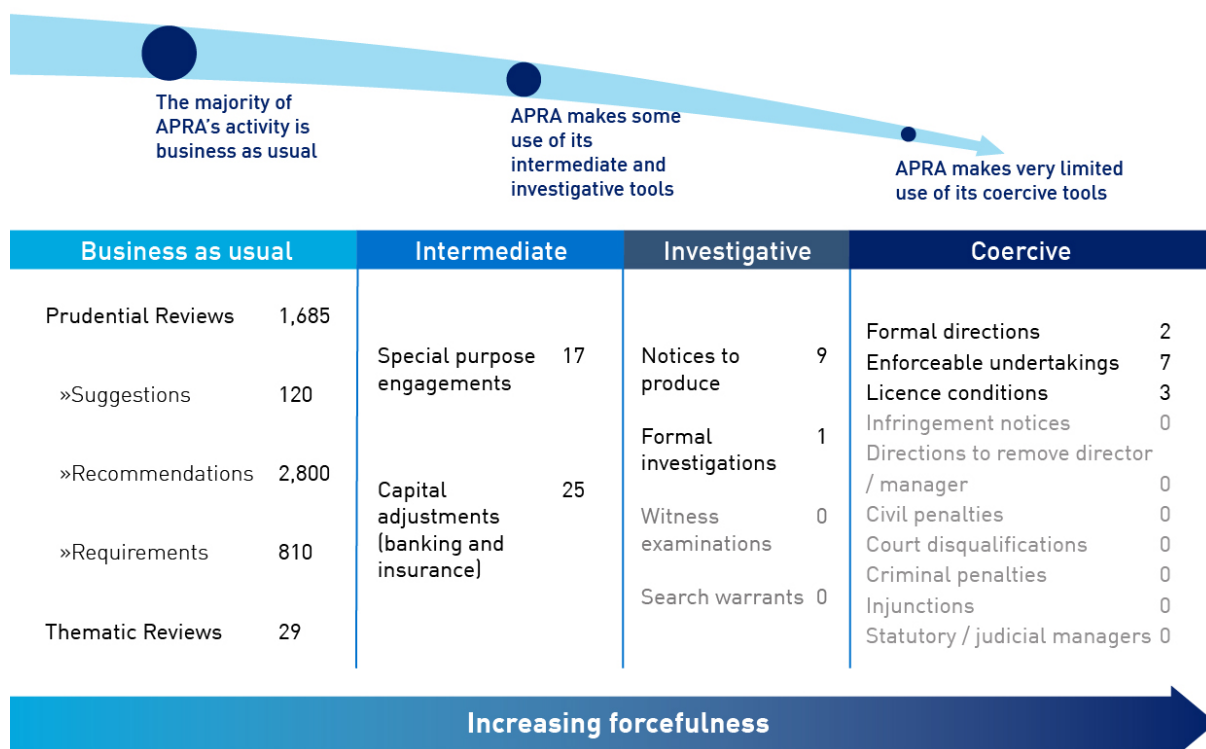 The majority of
APRA's activity is
business as usual
APRA makes some
use of its
intermediate and
investigative tools
APRA makes very limited
use of its coercive tools
Business as usual
Intermediate
Investigative
Coercive
Prudential Reviews 1,685
»Suggestions 120
»Recommendations 2,800
»Requirements 810
Thematic Reviews 29
Special purpose 17
engagements
Capital 25
adjustments
(banking and
insurance)
Notices to 9
produce
Formal 1
investigations
Witness 0
examinations
Search warrants 0
Formal directions 2
Enforceable undertakings 7
Licence conditions 3
Infringement notices 0
Directions to remove director
/ manager 0
Civil penalties 0
Court disqualifications 0
Criminal penalties 0
Injunctions 0
Statutory / judicial managers 0
Increasing forcefulness